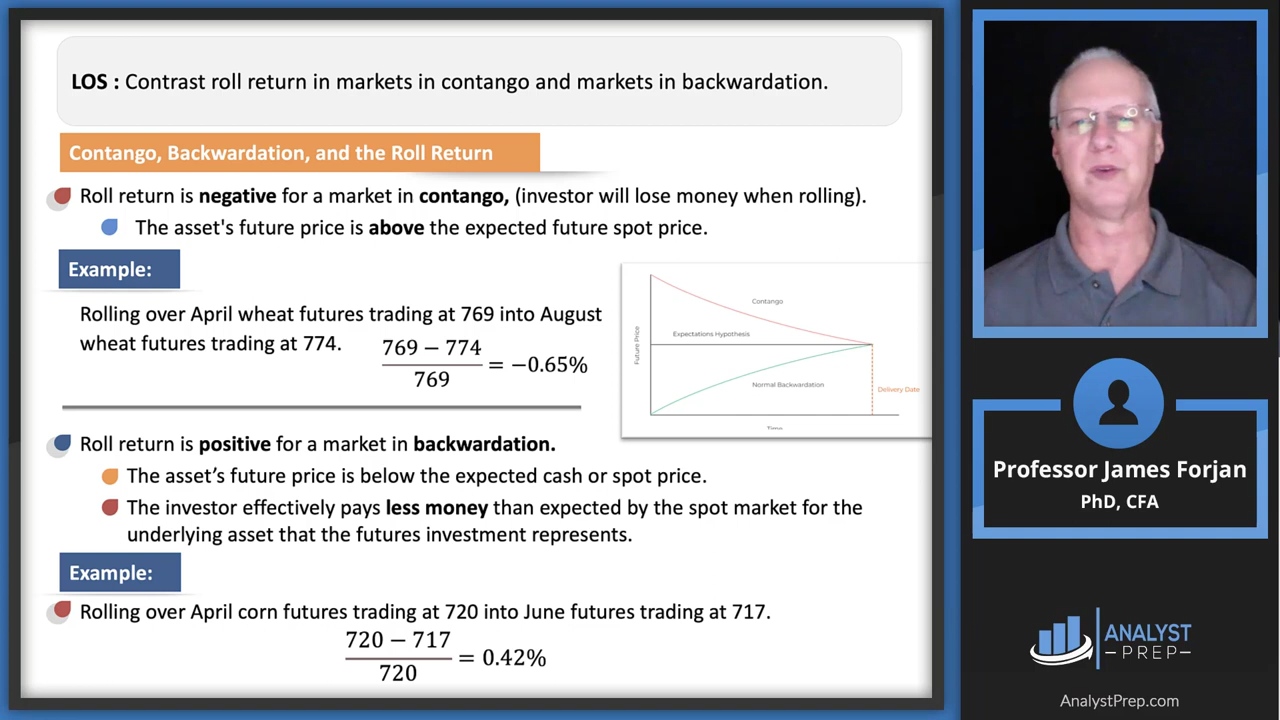 LOS : Contrast roll return in markets in contango and markets in backwardation.
Contango, Backwardation, and the Roll Return
Roll return is negative for a market in contango, (investor will lose money when rolling).
The asset's future price is above the expected future spot price.
Example:
Rolling over April wheat futures trading at 769 into August
wheat futures trading at 774.
769 − 774
769
= −0.65%
Future Price
Contango
Expectations Hypothesis
Normal Backwardation
Delivery Date
Roll return is positive for a market in backwardation.
The asset’s future price is below the expected cash or spot price.
The investor effectively pays less money than expected by the spot market for the
underlying asset that the futures investment represents.
Example:
Rolling over April corn futures trading at 720 into June futures trading at 717.
720 − 717
720
= 0.42%
Professor James Forjan
PhD, CFA
ANALYST
PREP
AnalystPrep.com